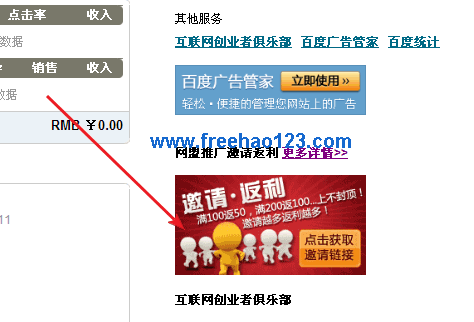 点击率 收入
数据
销售 收入
数据
RMB ￥0.00
11
其他服务
互联网创业者俱乐部 百度广告管家 百度统计
百度广告管家 立即使用>>
轻松·便捷的管理您网站上的广告
www.freehao123.com
网盟推广邀请返利 更多详情>>
邀请·返利
满100返50，满200返100...上不封顶！
邀请越多返利越多！
点击获取
邀请链接
互联网创业者俱乐部